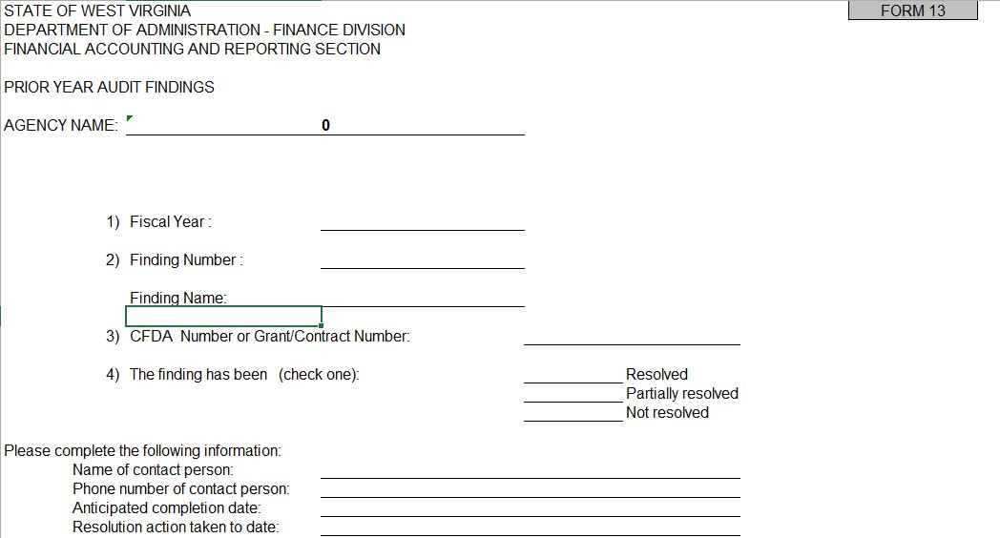 STATE OF WEST VIRGINIA
FORM 13
DEPARTMENT OF ADMINISTRATION - FINANCE DIVISION
FINANCIAL ACCOUNTING AND REPORTING SECTION
PRIOR YEAR AUDIT FINDINGS
AGENCY NAME: 0
1) Fiscal Year :
2) Finding Number :
Finding Name:
3) CFDA Number or Grant/Contract Number:
4) The finding has been (check one): Resolved
Partially resolved
Not resolved
Please complete the following information:
Name of contact person:
Phone number of contact person:
Anticipated completion date:
Resolution action taken to date: